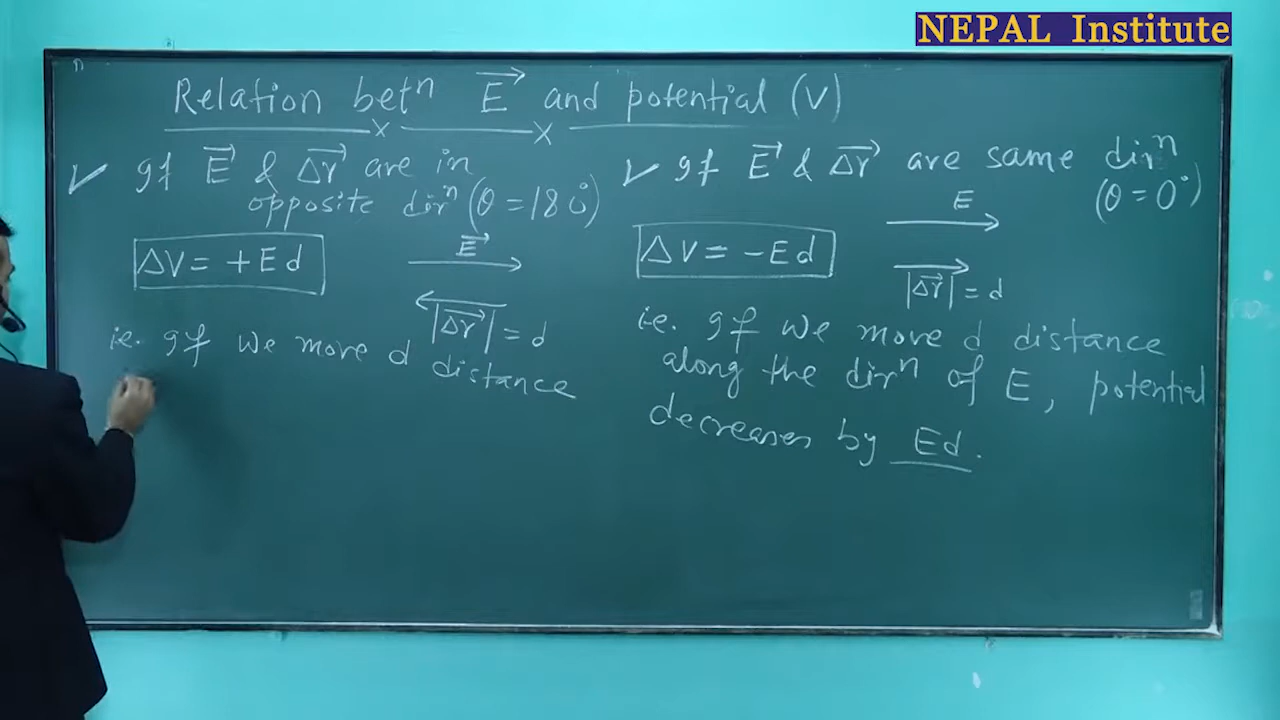 NEPAL Institute
Relation betⁿ E⃗ and potential (V)
✓ If E⃗ & Δr⃗ are in
opposite dirⁿ (θ = 180°)
ΔV = +Ed
E⃗
|Δr⃗| = d
i.e. If we move d distance
✓ If E⃗ & Δr⃗ are same dirⁿ
(θ = 0°)
E
ΔV = -Ed
|Δr⃗| = d
i.e. If we move d distance
along the dirⁿ of E, potential
decreases by Ed.